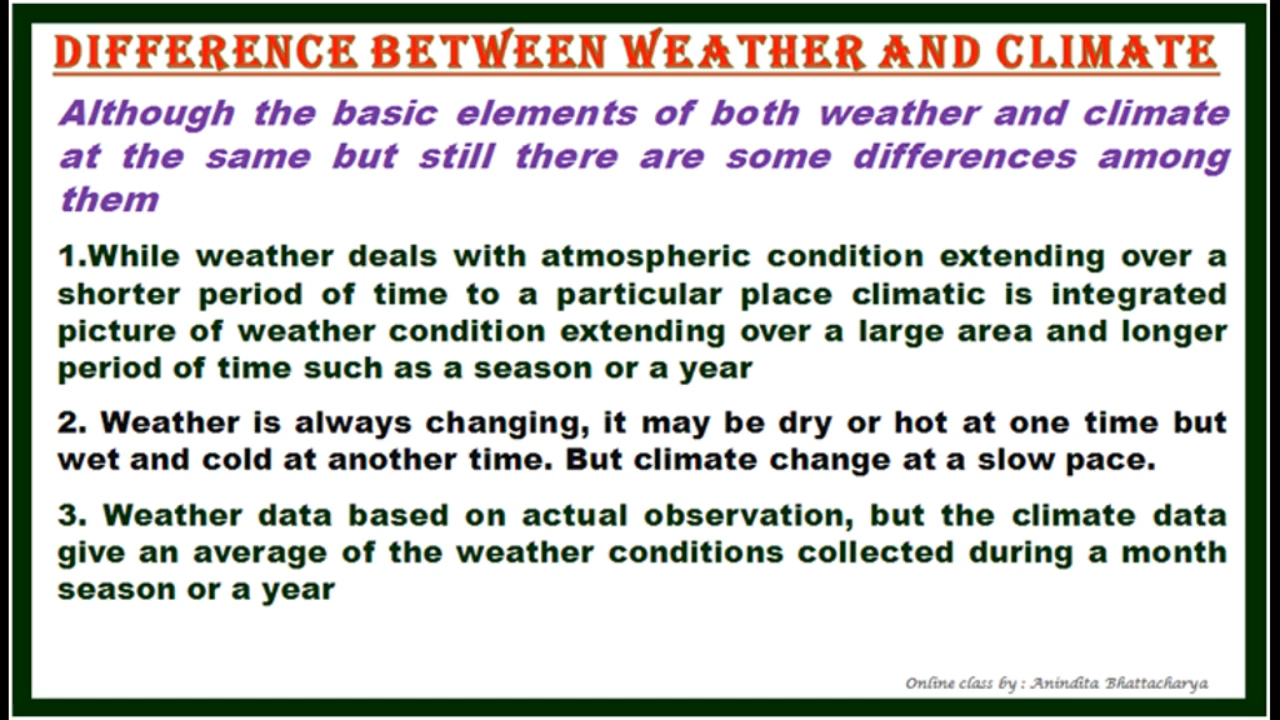 DIFFERENCE BETWEEN WEATHER AND CLIMATE
Although the basic elements of both weather and climate
at the same but still there are some differences among
them
1.While weather deals with atmospheric condition extending over a
shorter period of time to a particular place climatic is integrated
picture of weather condition extending over a large area and longer
period of time such as a season or a year
2. Weather is always changing, it may be dry or hot at one time but
wet and cold at another time. But climate change at a slow pace.
3. Weather data based on actual observation, but the climate data
give an average of the weather conditions collected during a month
season or a year
Online class by : Anindita Bhattacharya